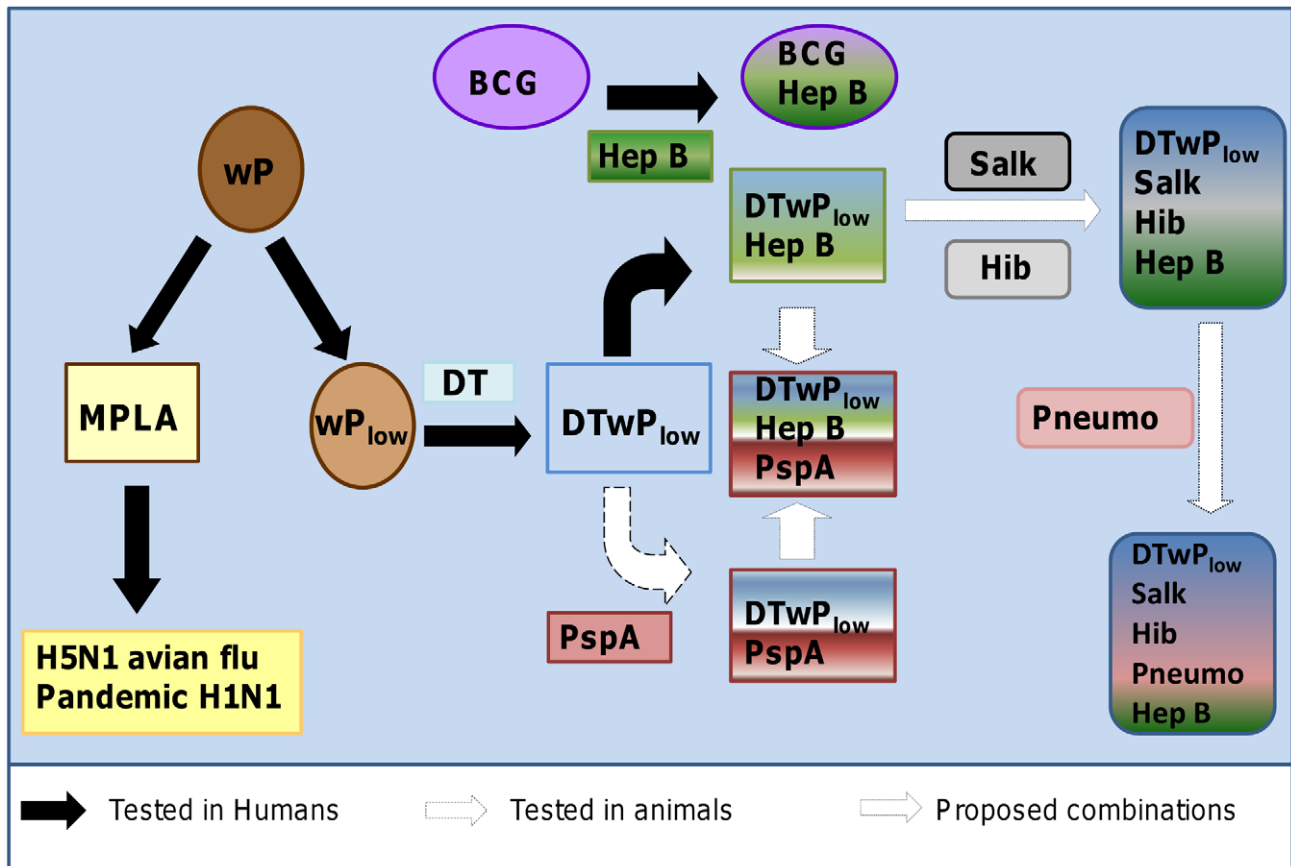 BCG
BCG
Hep B
Hep B
wP
Salk
DTwPlow
Salk
Hib
Hep B
DTwPlow
Hep B
Hib
MPLA
wPlow
DT
DTwPlow
DTwPlow
Hep B
PspA
Pneumo
H5N1 avian flu
Pandemic H1N1
PspA
DTwPlow
PspA
DTwPlow
Salk
Hib
Pneumo
Hep B
Tested in Humans
Tested in animals
Proposed combinations